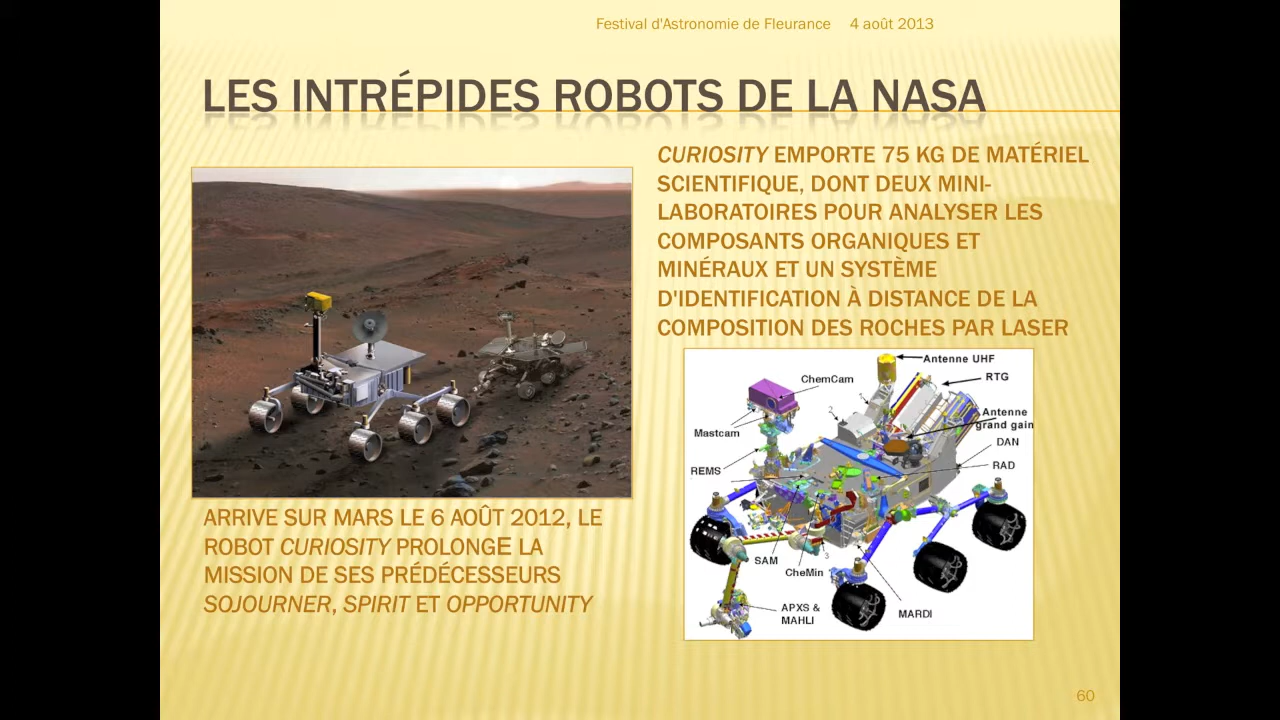 Festival d'Astronomie de Fleurance 4 août 2013
LES INTRÉPIDES ROBOTS DE LA NASA
CURIOSITY EMPORTE 75 KG DE MATÉRIEL
SCIENTIFIQUE, DONT DEUX MINI-
LABORATOIRES POUR ANALYSER LES
COMPOSANTS ORGANIQUES ET
MINÉRAUX ET UN SYSTÈME
D'IDENTIFICATION À DISTANCE DE LA
COMPOSITION DES ROCHES PAR LASER
ARRIVE SUR MARS LE 6 AOÛT 2012, LE
ROBOT CURIOSITY PROLONGE LA
MISSION DE SES PRÉDÉCESSEURS
SOJOURNER, SPIRIT ET OPPORTUNITY
Antenne UHF
RTG
ChemCam
Antenne
grand gain
Mastcam
DAN
RAD
REMS
1
2
3
SAM
CheMin
APXS &
MAHLI
MARDI
60